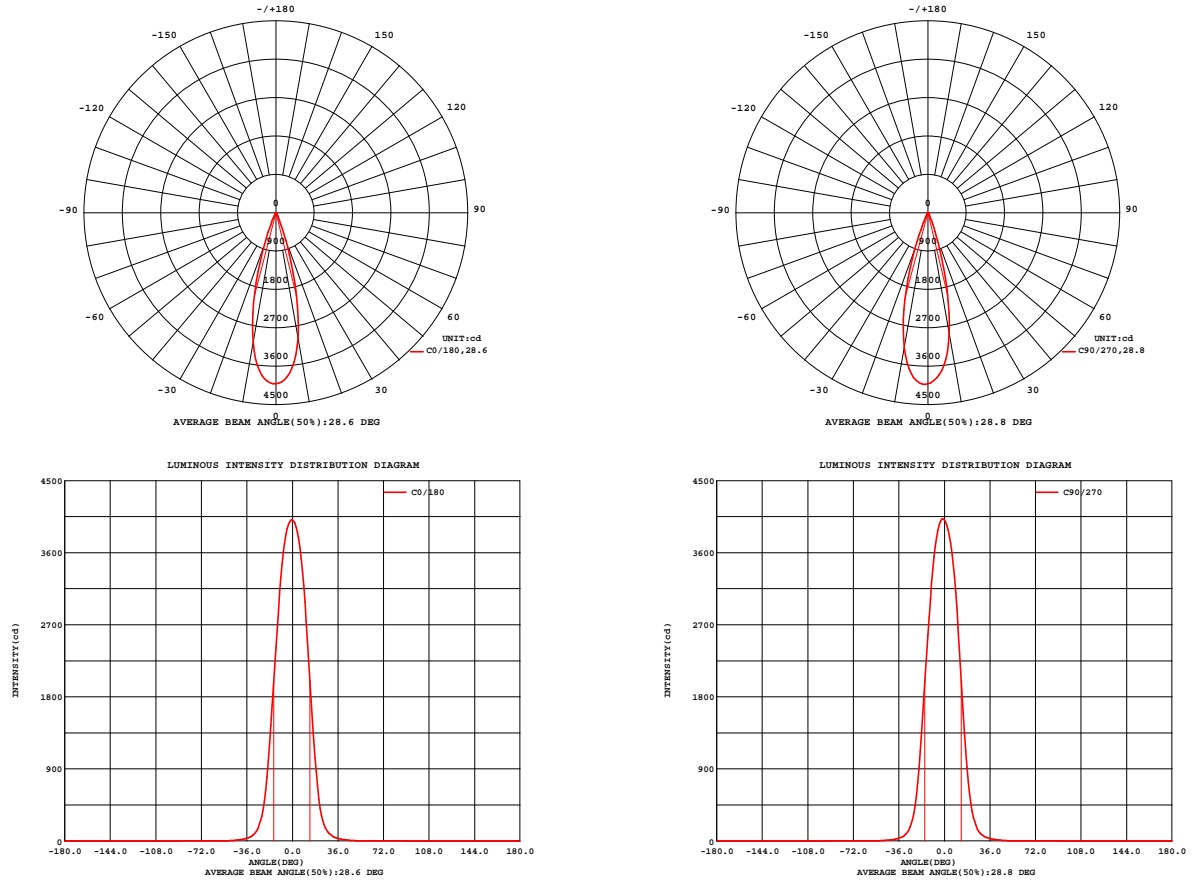 -/+180
-150
150
-120
120
-90
90
-60
60
-30
30
0
0
900
1800
2700
3600
4500
UNIT:cd
C0/180,28.6
AVERAGE BEAM ANGLE(50%):28.6 DEG
-/+180
-150
150
-120
120
-90
90
-60
60
-30
30
0
0
900
1800
2700
3600
4500
UNIT:cd
C90/270,28.8
AVERAGE BEAM ANGLE(50%):28.8 DEG
LUMINOUS INTENSITY DISTRIBUTION DIAGRAM
C0/180
4500
3600
2700
1800
900
0
INTENSITY(cd)
-180.0 -144.0 -108.0 -72.0 -36.0 0.0 36.0 72.0 108.0 144.0 180.0
ANGLE(DEG)
AVERAGE BEAM ANGLE(50%):28.6 DEG
LUMINOUS INTENSITY DISTRIBUTION DIAGRAM
C90/270
4500
3600
2700
1800
900
0
INTENSITY(cd)
-180.0 -144.0 -108.0 -72.0 -36.0 0.0 36.0 72.0 108.0 144.0 180.0
ANGLE(DEG)
AVERAGE BEAM ANGLE(50%):28.8 DEG